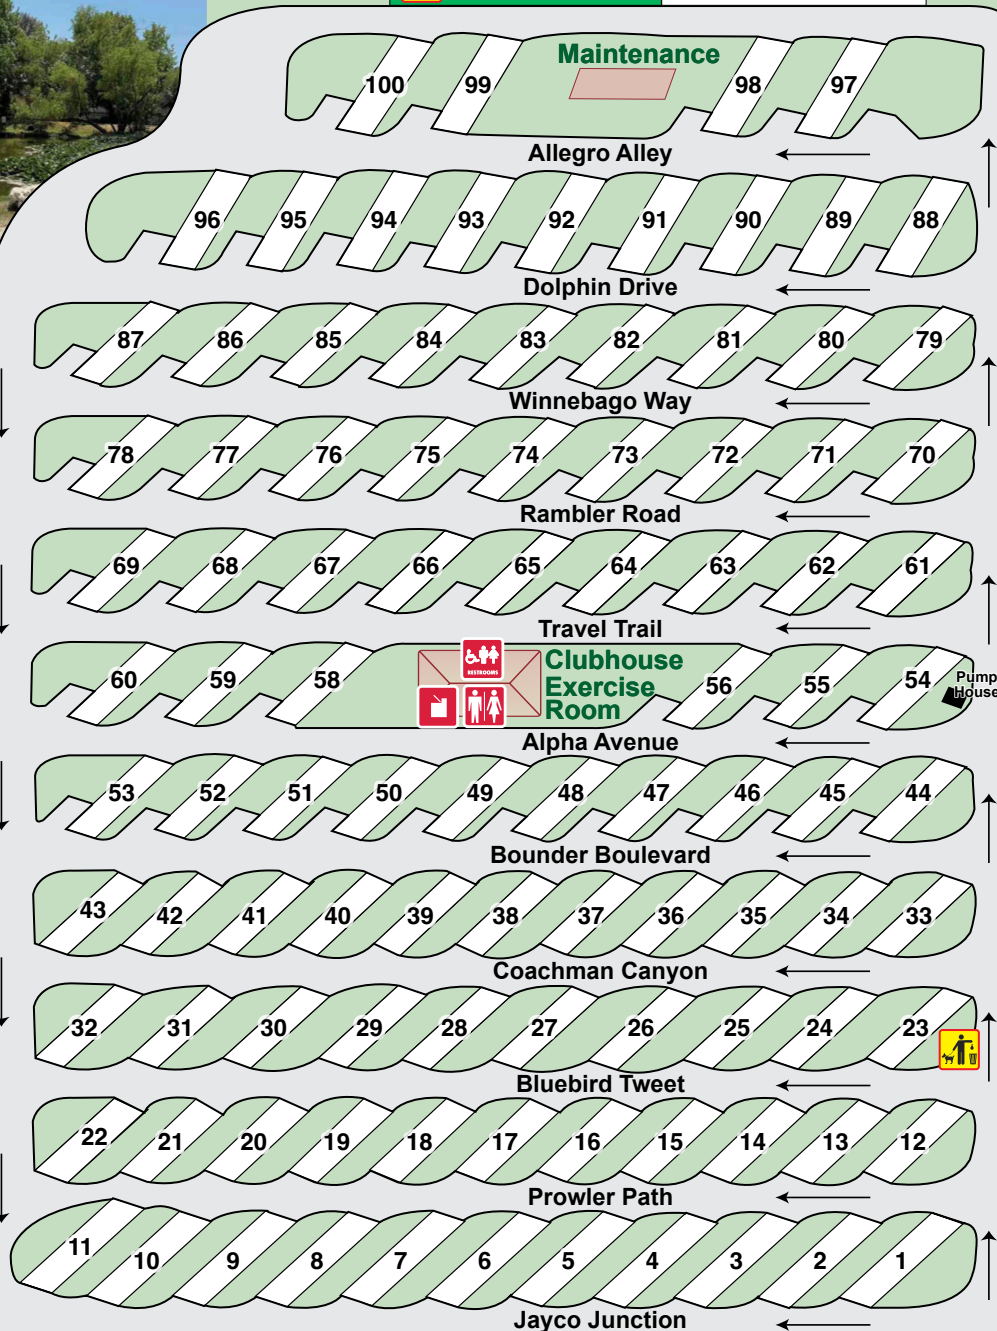 Maintenance
100 99 98 97
Allegro Alley
96 95 94 93 92 91 90 89 88
Dolphin Drive
87 86 85 84 83 82 81 80 79
Winnebago Way
78 77 76 75 74 73 72 71 70
Rambler Road
69 68 67 66 65 64 63 62 61
Travel Trail
RESTROOMS
Clubhouse
Exercise
Room
60 59 58 56 55 54
Pump
House
Alpha Avenue
53 52 51 50 49 48 47 46 45 44
Bounder Boulevard
43 42 41 40 39 38 37 36 35 34 33
Coachman Canyon
32 31 30 29 28 27 26 25 24 23
Bluebird Tweet
22 21 20 19 18 17 16 15 14 13 12
Prowler Path
11 10 9 8 7 6 5 4 3 2 1
Jayco Junction